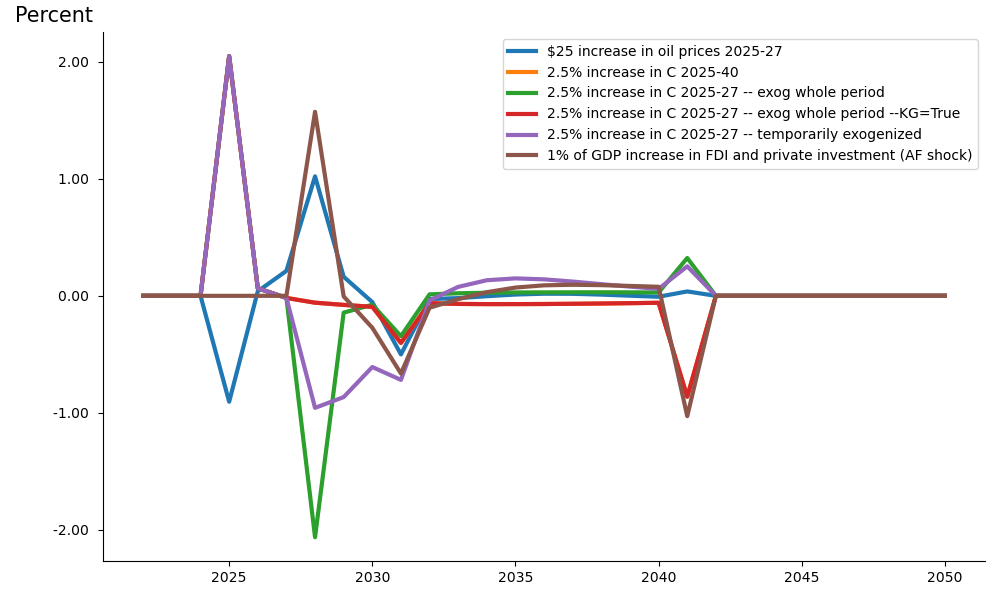 Percent
$25 increase in oil prices 2025-27
2.5% increase in C 2025-40
2.5% increase in C 2025-27 -- exog whole period
2.5% increase in C 2025-27 -- exog whole period --KG=True
2.5% increase in C 2025-27 -- temporarily exogenized
1% of GDP increase in FDI and private investment (AF shock)
2.00
1.00
0.00
-1.00
-2.00
2025 2030 2035 2040 2045 2050